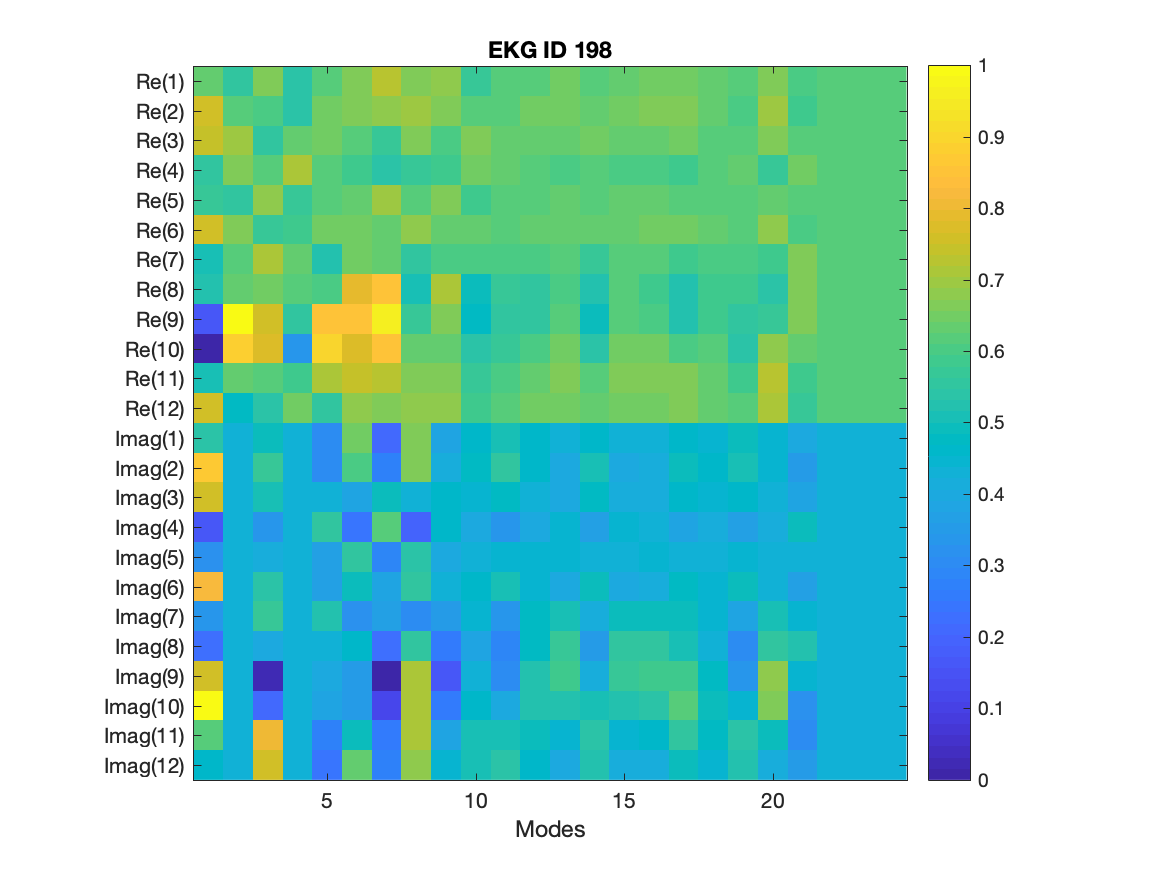 EKG ID 198
Re(1)
Re(2)
Re(3)
Re(4)
Re(5)
Re(6)
Re(7)
Re(8)
Re(9)
Re(10)
Re(11)
Re(12)
Imag(1)
Imag(2)
Imag(3)
Imag(4)
Imag(5)
Imag(6)
Imag(7)
Imag(8)
Imag(9)
Imag(10)
Imag(11)
Imag(12)
5 10 15 20
Modes
1
0.9
0.8
0.7
0.6
0.5
0.4
0.3
0.2
0.1
0